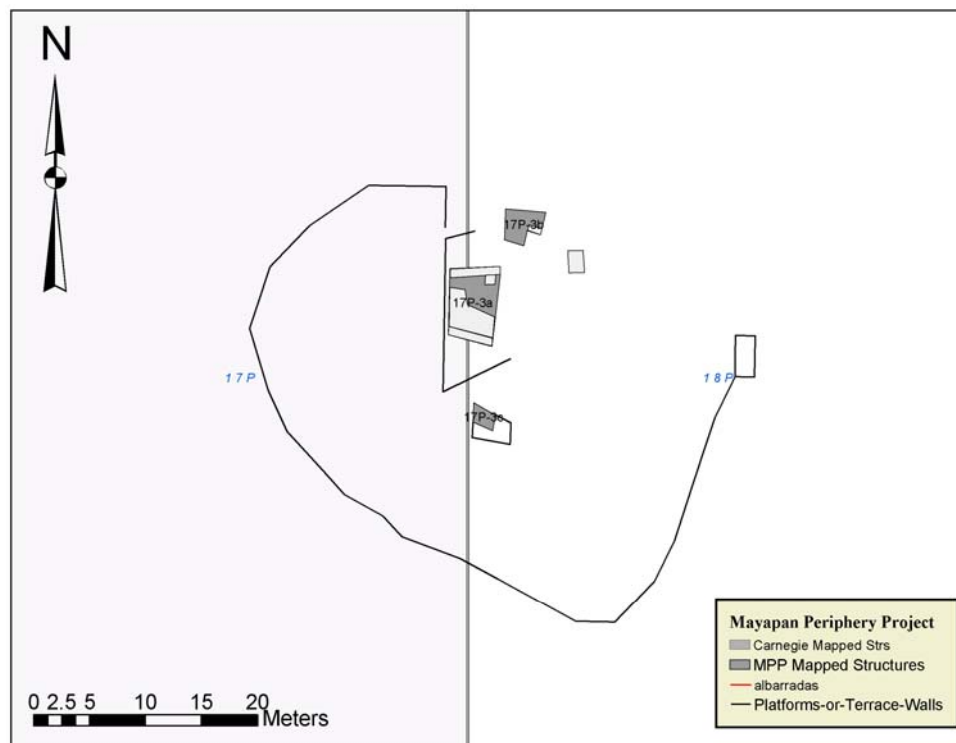 N
17P-3b
17P-3a
17P 18P
17P-3c
Mayapan Periphery Project
Carnegie Mapped Strs
MPP Mapped Structures
albarradas
Platforms-or-Terrace-Walls
0 2.5 5 10 15 20
Meters